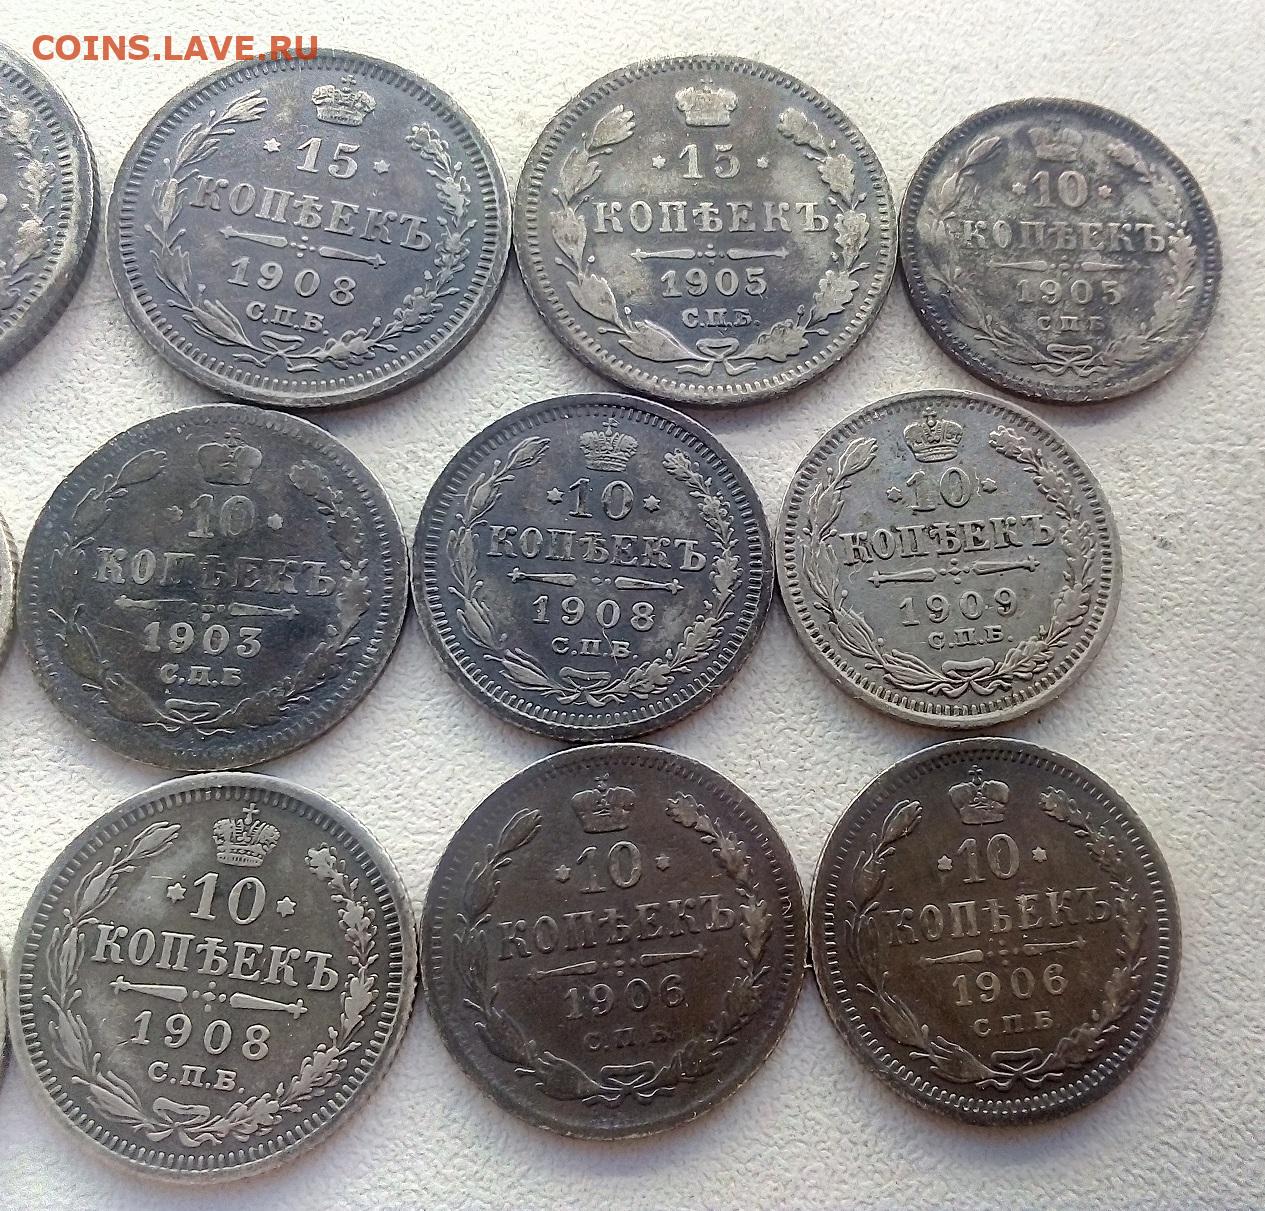 COINS.LAVE.RU
15
КОПѢЕКЪ
1908
С.П.Б.
15
КОПѢЕКЪ
1905
С.П.Б.
10
КОПѢЕКЪ
1905
С П Б
10
КОПѢЕКЪ
1903
С.П.Б
10
КОПѢЕКЪ
1908
С.П.Б.
10
КОПѢЕКЪ
1909
С.П.Б.
10
КОПѢЕКЪ
1908
С.П.Б.
10
КОПѢЕКЪ
1906
С.П.Б.
10
КОПѢЕКЪ
1906
С П Б